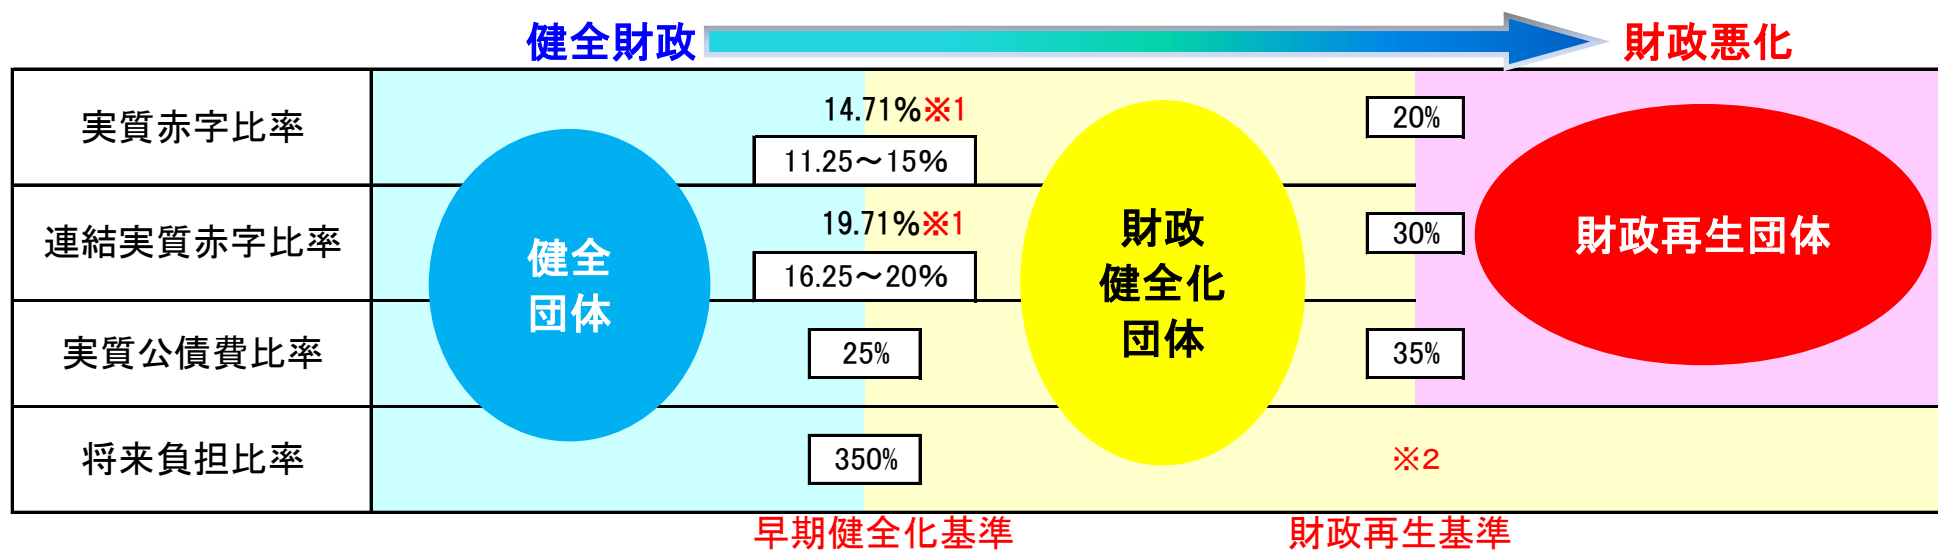 健全財政
財政悪化
実質赤字比率
14.71%※1
11.25～15%
20%
連結実質赤字比率
19.71%※1
16.25～20%
30%
実質公債費比率
25%
35%
将来負担比率
350%
※2
健全
団体
財政
健全化
団体
財政再生団体
早期健全化基準
財政再生基準